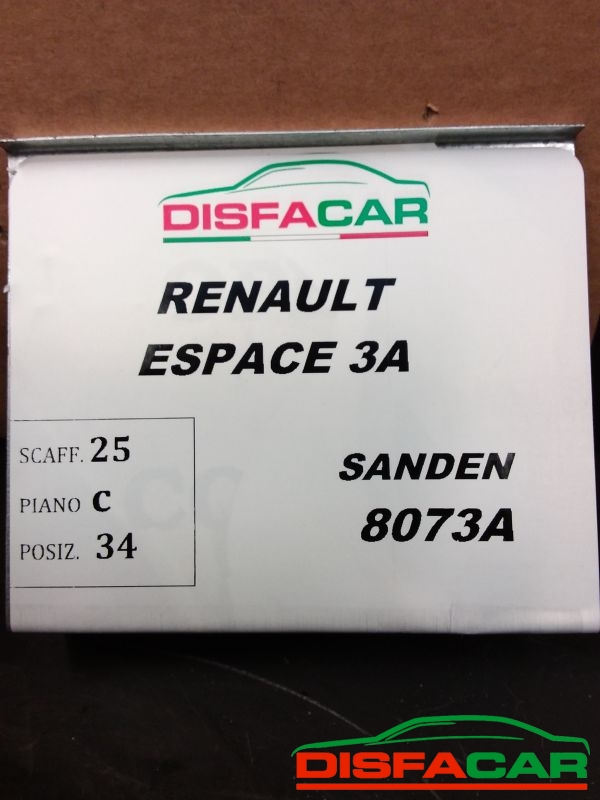 DISFACAR
RENAULT
ESPACE 3A
SCAFF. 25
PIANO C
POSIZ. 34
SANDEN
8073A
DISFACAR